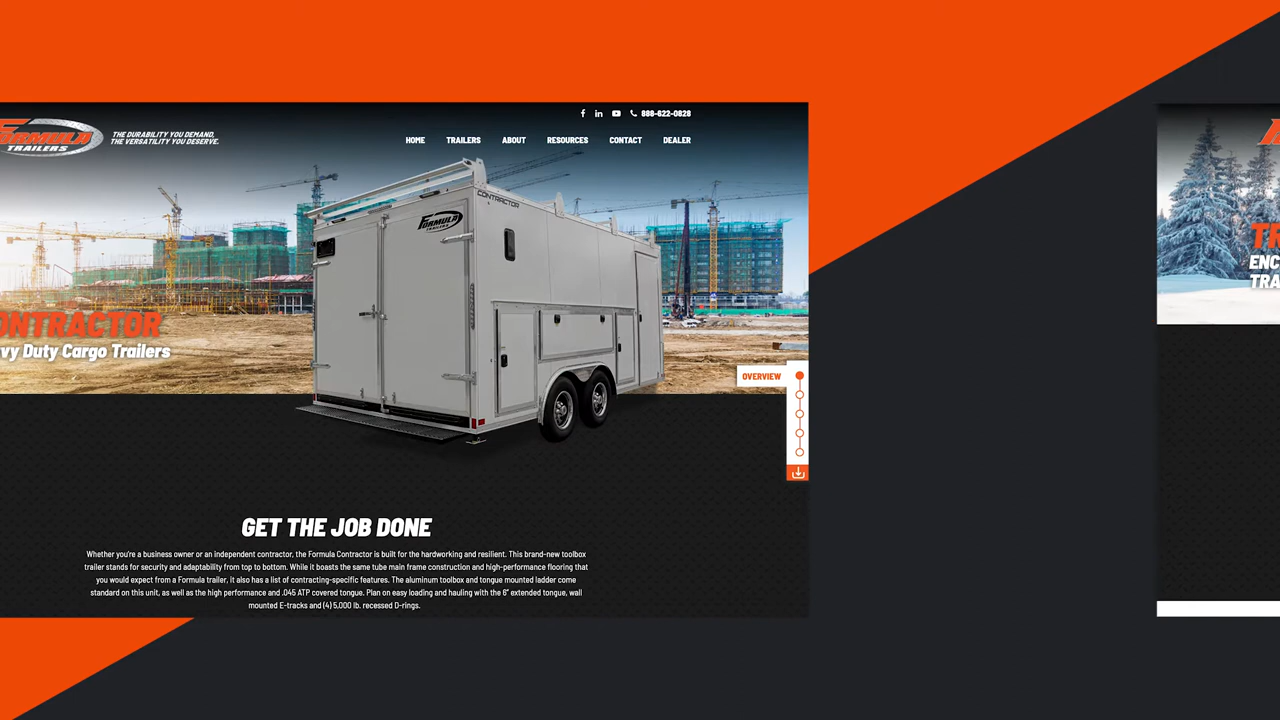 888-622-0828
FORMULA
TRAILERS
THE DURABILITY YOU DEMAND,
THE VERSATILITY YOU DESERVE.
HOME TRAILERS ABOUT RESOURCES CONTACT DEALER
CONTRACTOR
FORMULA
TRAILERS
ONTRACTOR
vy Duty Cargo Trailers
OVERVIEW
GET THE JOB DONE
Whether you're a business owner or an independent contractor, the Formula Contractor is built for the hardworking and resilient. This brand-new toolbox
trailer stands for security and adaptability from top to bottom. While it boasts the same tube main frame construction and high-performance flooring that
you would expect from a Formula trailer, it also has a list of contracting-specific features. The aluminum toolbox and tongue mounted ladder come
standard on this unit, as well as the high performance and .045 ATP covered tongue. Plan on easy loading and hauling with the 6" extended tongue, wall
mounted E-tracks and (4) 5,000 lb. recessed D-rings.
TR
ENC
TRA